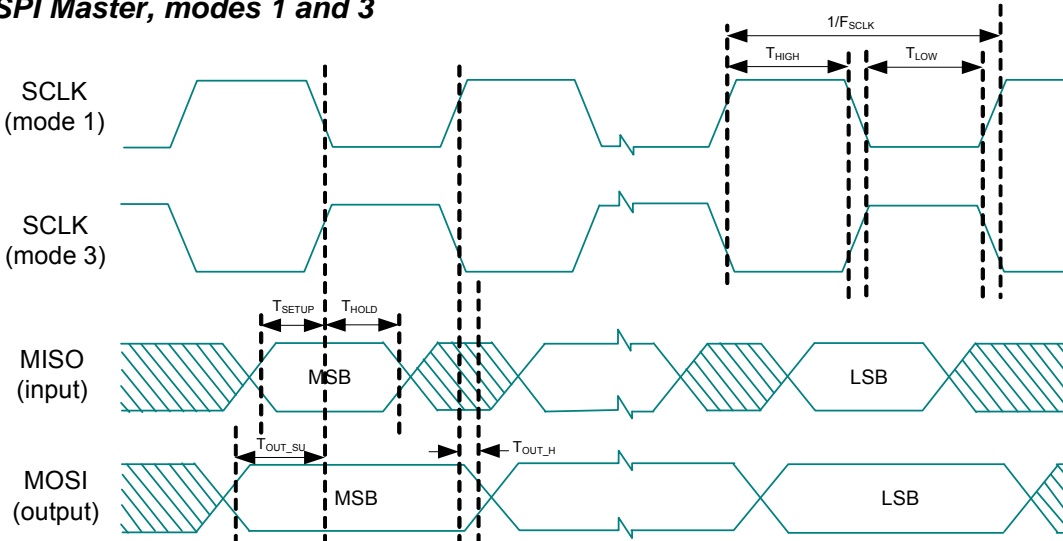 SPI Master, modes 1 and 3
1/FSCLK
THIGH
TLOW
SCLK
(mode 1)
SCLK
(mode 3)
TSETUP
THOLD
MISO
(input)
MSB
LSB
TOUT_SU
TOUT_H
MOSI
(output)
MSB
LSB